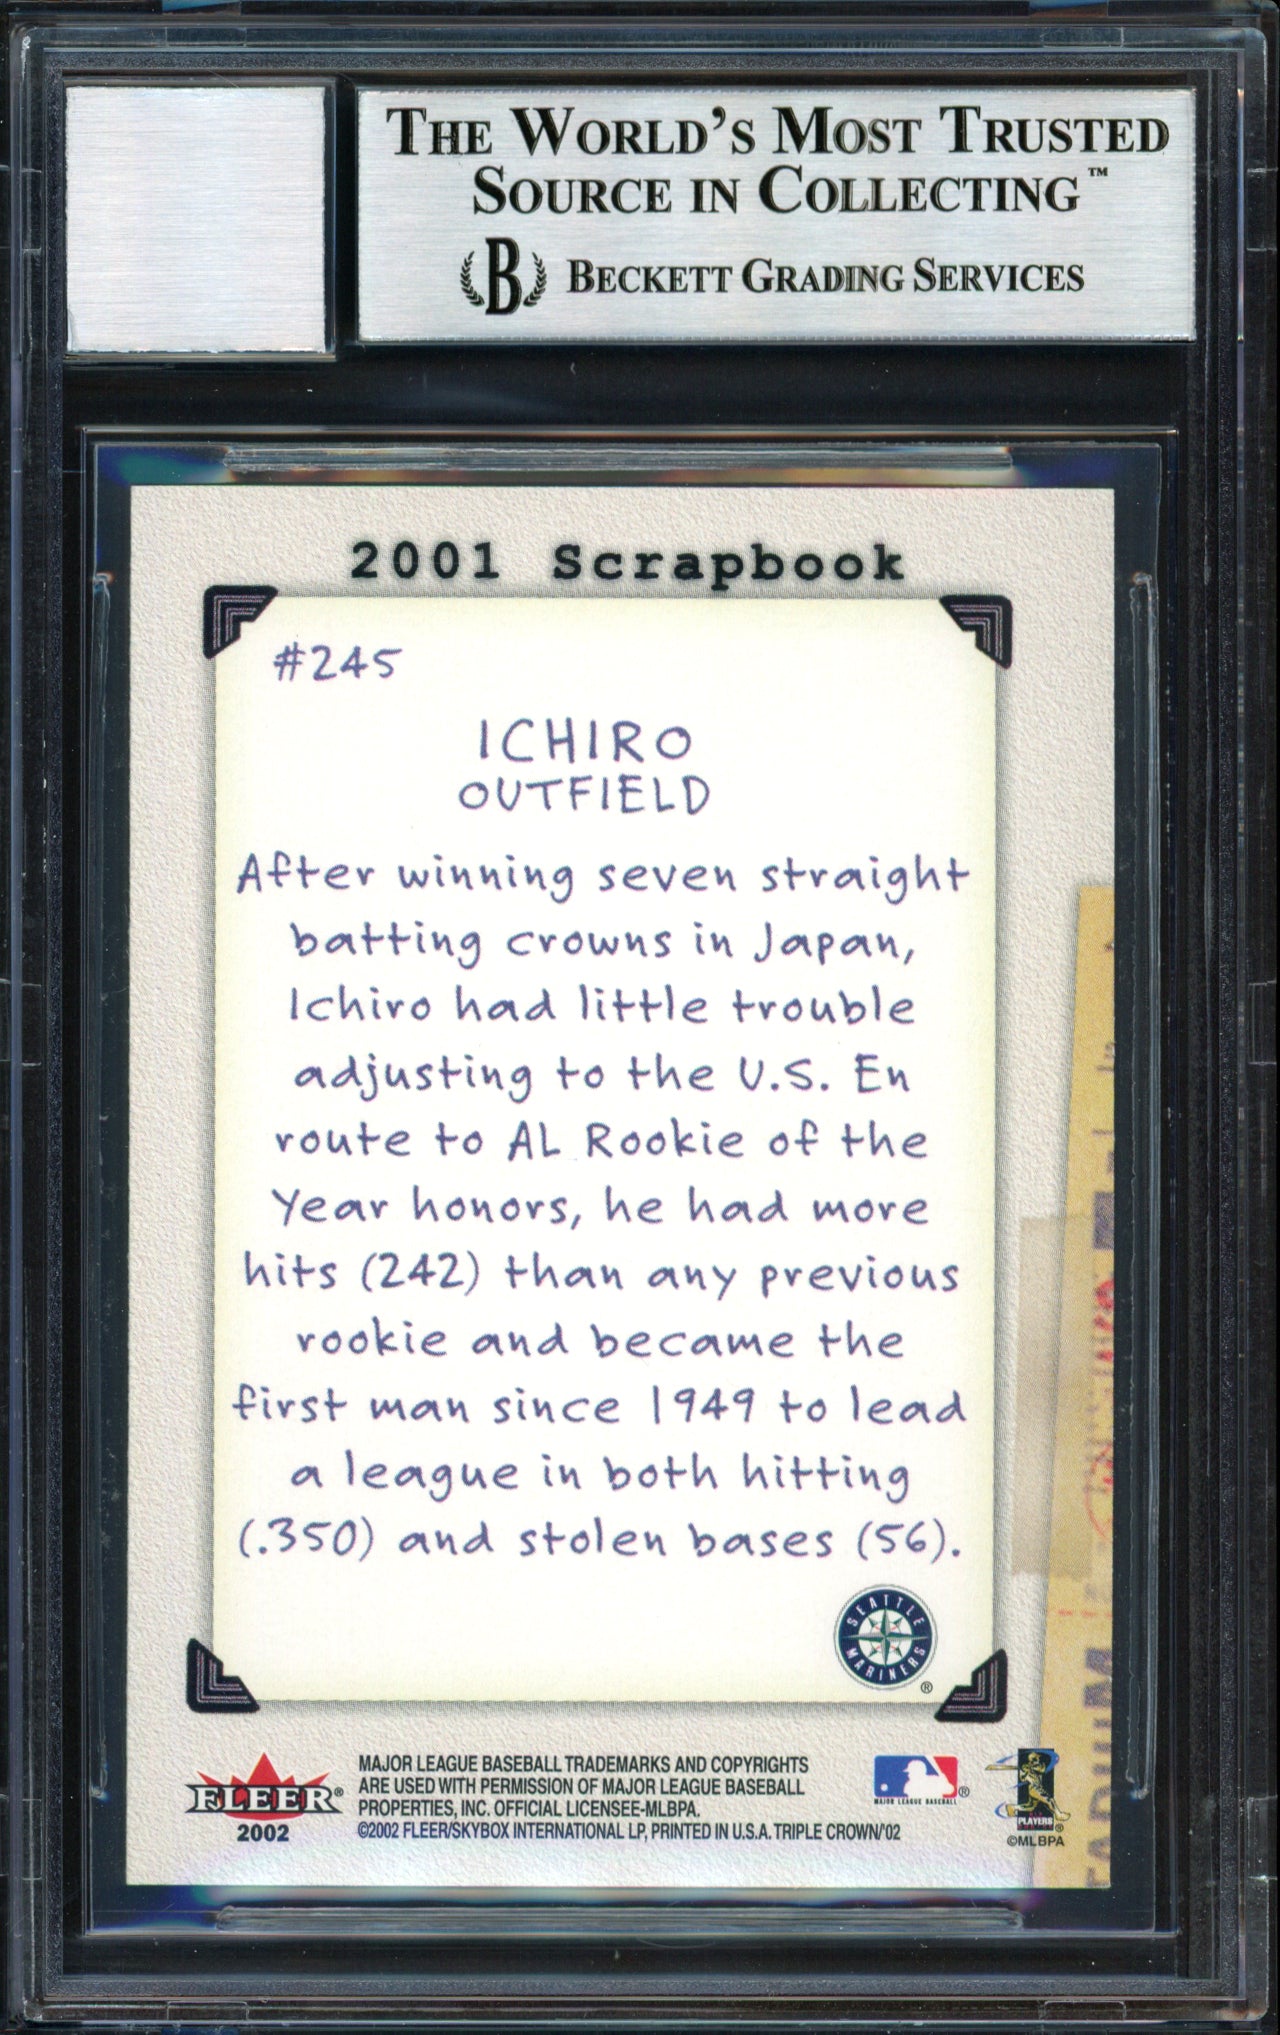 THE WORLD'S MOST TRUSTED
SOURCE IN COLLECTING™
B BECKETT GRADING SERVICES
2001 Scrapbook
#245
ICHIRO
OUTFIELD
After winning seven straight
batting crowns in Japan,
Ichiro had little trouble
adjusting to the U.S. En
route to AL Rookie of the
Year honors, he had more
hits (242) than any previous
rookie and became the
first man since 1949 to lead
a league in both hitting
(.350) and stolen bases (56).
SEATTLE
MARINERS
®
FLEER®
2002
MAJOR LEAGUE BASEBALL TRADEMARKS AND COPYRIGHTS
ARE USED WITH PERMISSION OF MAJOR LEAGUE BASEBALL
PROPERTIES, INC. OFFICIAL LICENSEE-MLBPA.
©2002 FLEER/SKYBOX INTERNATIONAL LP, PRINTED IN U.S.A. TRIPLE CROWN/'02
MAJOR LEAGUE BASEBALL®
PLAYERS®
©MLBPA